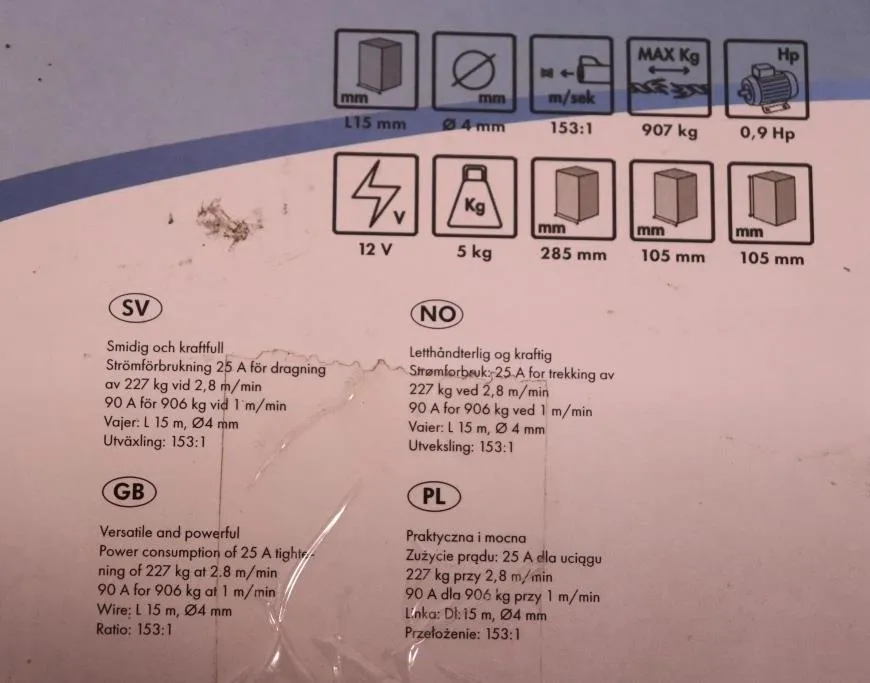 mm
mm
m/sek
MAX Kg
Hp
L15 mm
Ø 4 mm
153:1
907 kg
0,9 Hp
V
Kg
mm
mm
mm
12 V
5 kg
285 mm
105 mm
105 mm
SV
Smidig och kraftfull
Strömförbrukning 25 A för dragning
av 227 kg vid 2,8 m/min
90 A för 906 kg vid 1 m/min
Vajer: L 15 m, Ø4 mm
Utväxling: 153:1
NO
Letthåndterlig og kraftig
Strømforbruk: 25 A for trekking av
227 kg ved 2,8 m/min
90 A for 906 kg ved 1 m/min
Vaier: L 15 m, Ø 4 mm
Utveksling: 153:1
GB
Versatile and powerful
Power consumption of 25 A tighte-
ning of 227 kg at 2.8 m/min
90 A for 906 kg at 1 m/min
Wire: L 15 m, Ø4 mm
Ratio: 153:1
PL
Praktyczna i mocna
Zużycie prądu: 25 A dla uciągu
227 kg przy 2,8 m/min
90 A dla 906 kg przy 1 m/min
Linka: Dł:15 m, Ø4 mm
Przełożenie: 153:1